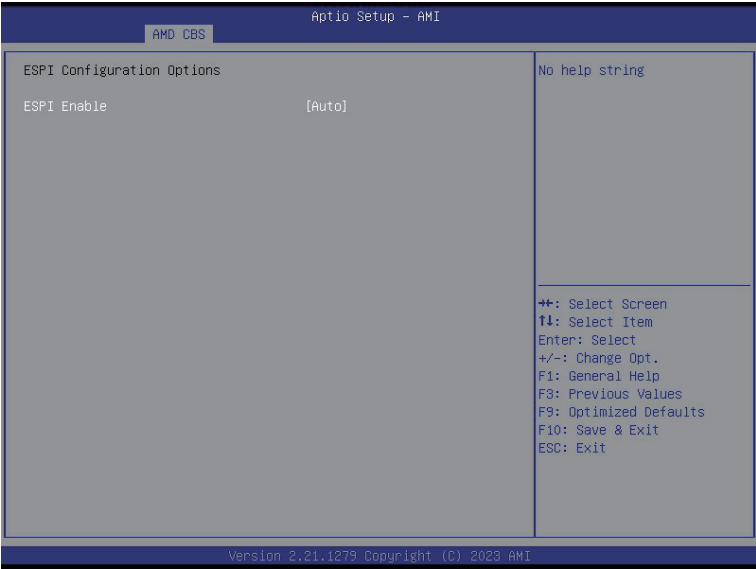 Aptio Setup – AMI
AMD CBS
ESPI Configuration Options
ESPI Enable [Auto]
No help string
→←: Select Screen
↑↓: Select Item
Enter: Select
+/-: Change Opt.
F1: General Help
F3: Previous Values
F9: Optimized Defaults
F10: Save & Exit
ESC: Exit
Version 2.21.1279 Copyright (C) 2023 AMI